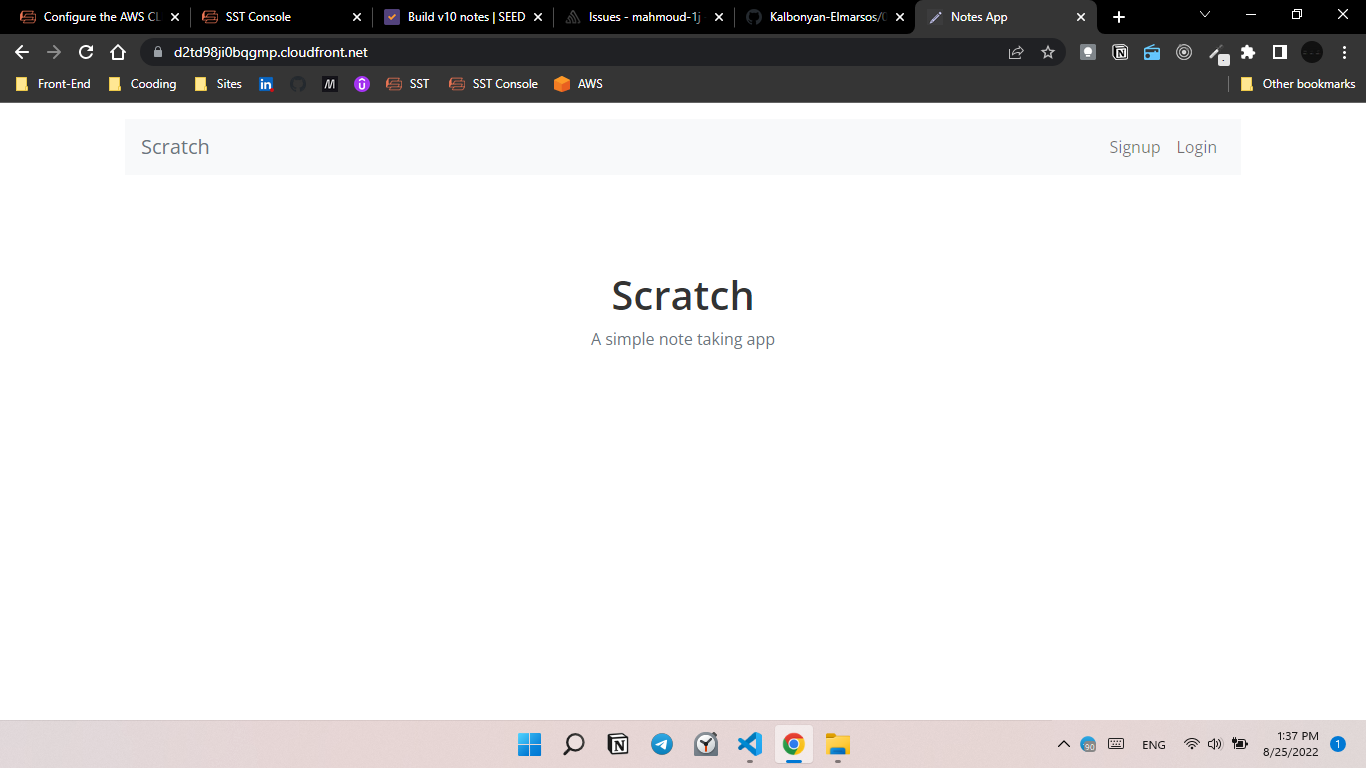 Configure the AWS CL
SST Console
Build v10 notes | SEED
Issues - mahmoud-1j
Kalbonyan-Elmarsos/
Notes App
d2td98ji0bqgmp.cloudfront.net
Front-End
Cooding
Sites
SST
SST Console
AWS
Other bookmarks
Scratch
Signup
Login
Scratch
A simple note taking app
90
ENG
1:37 PM
8/25/2022
1